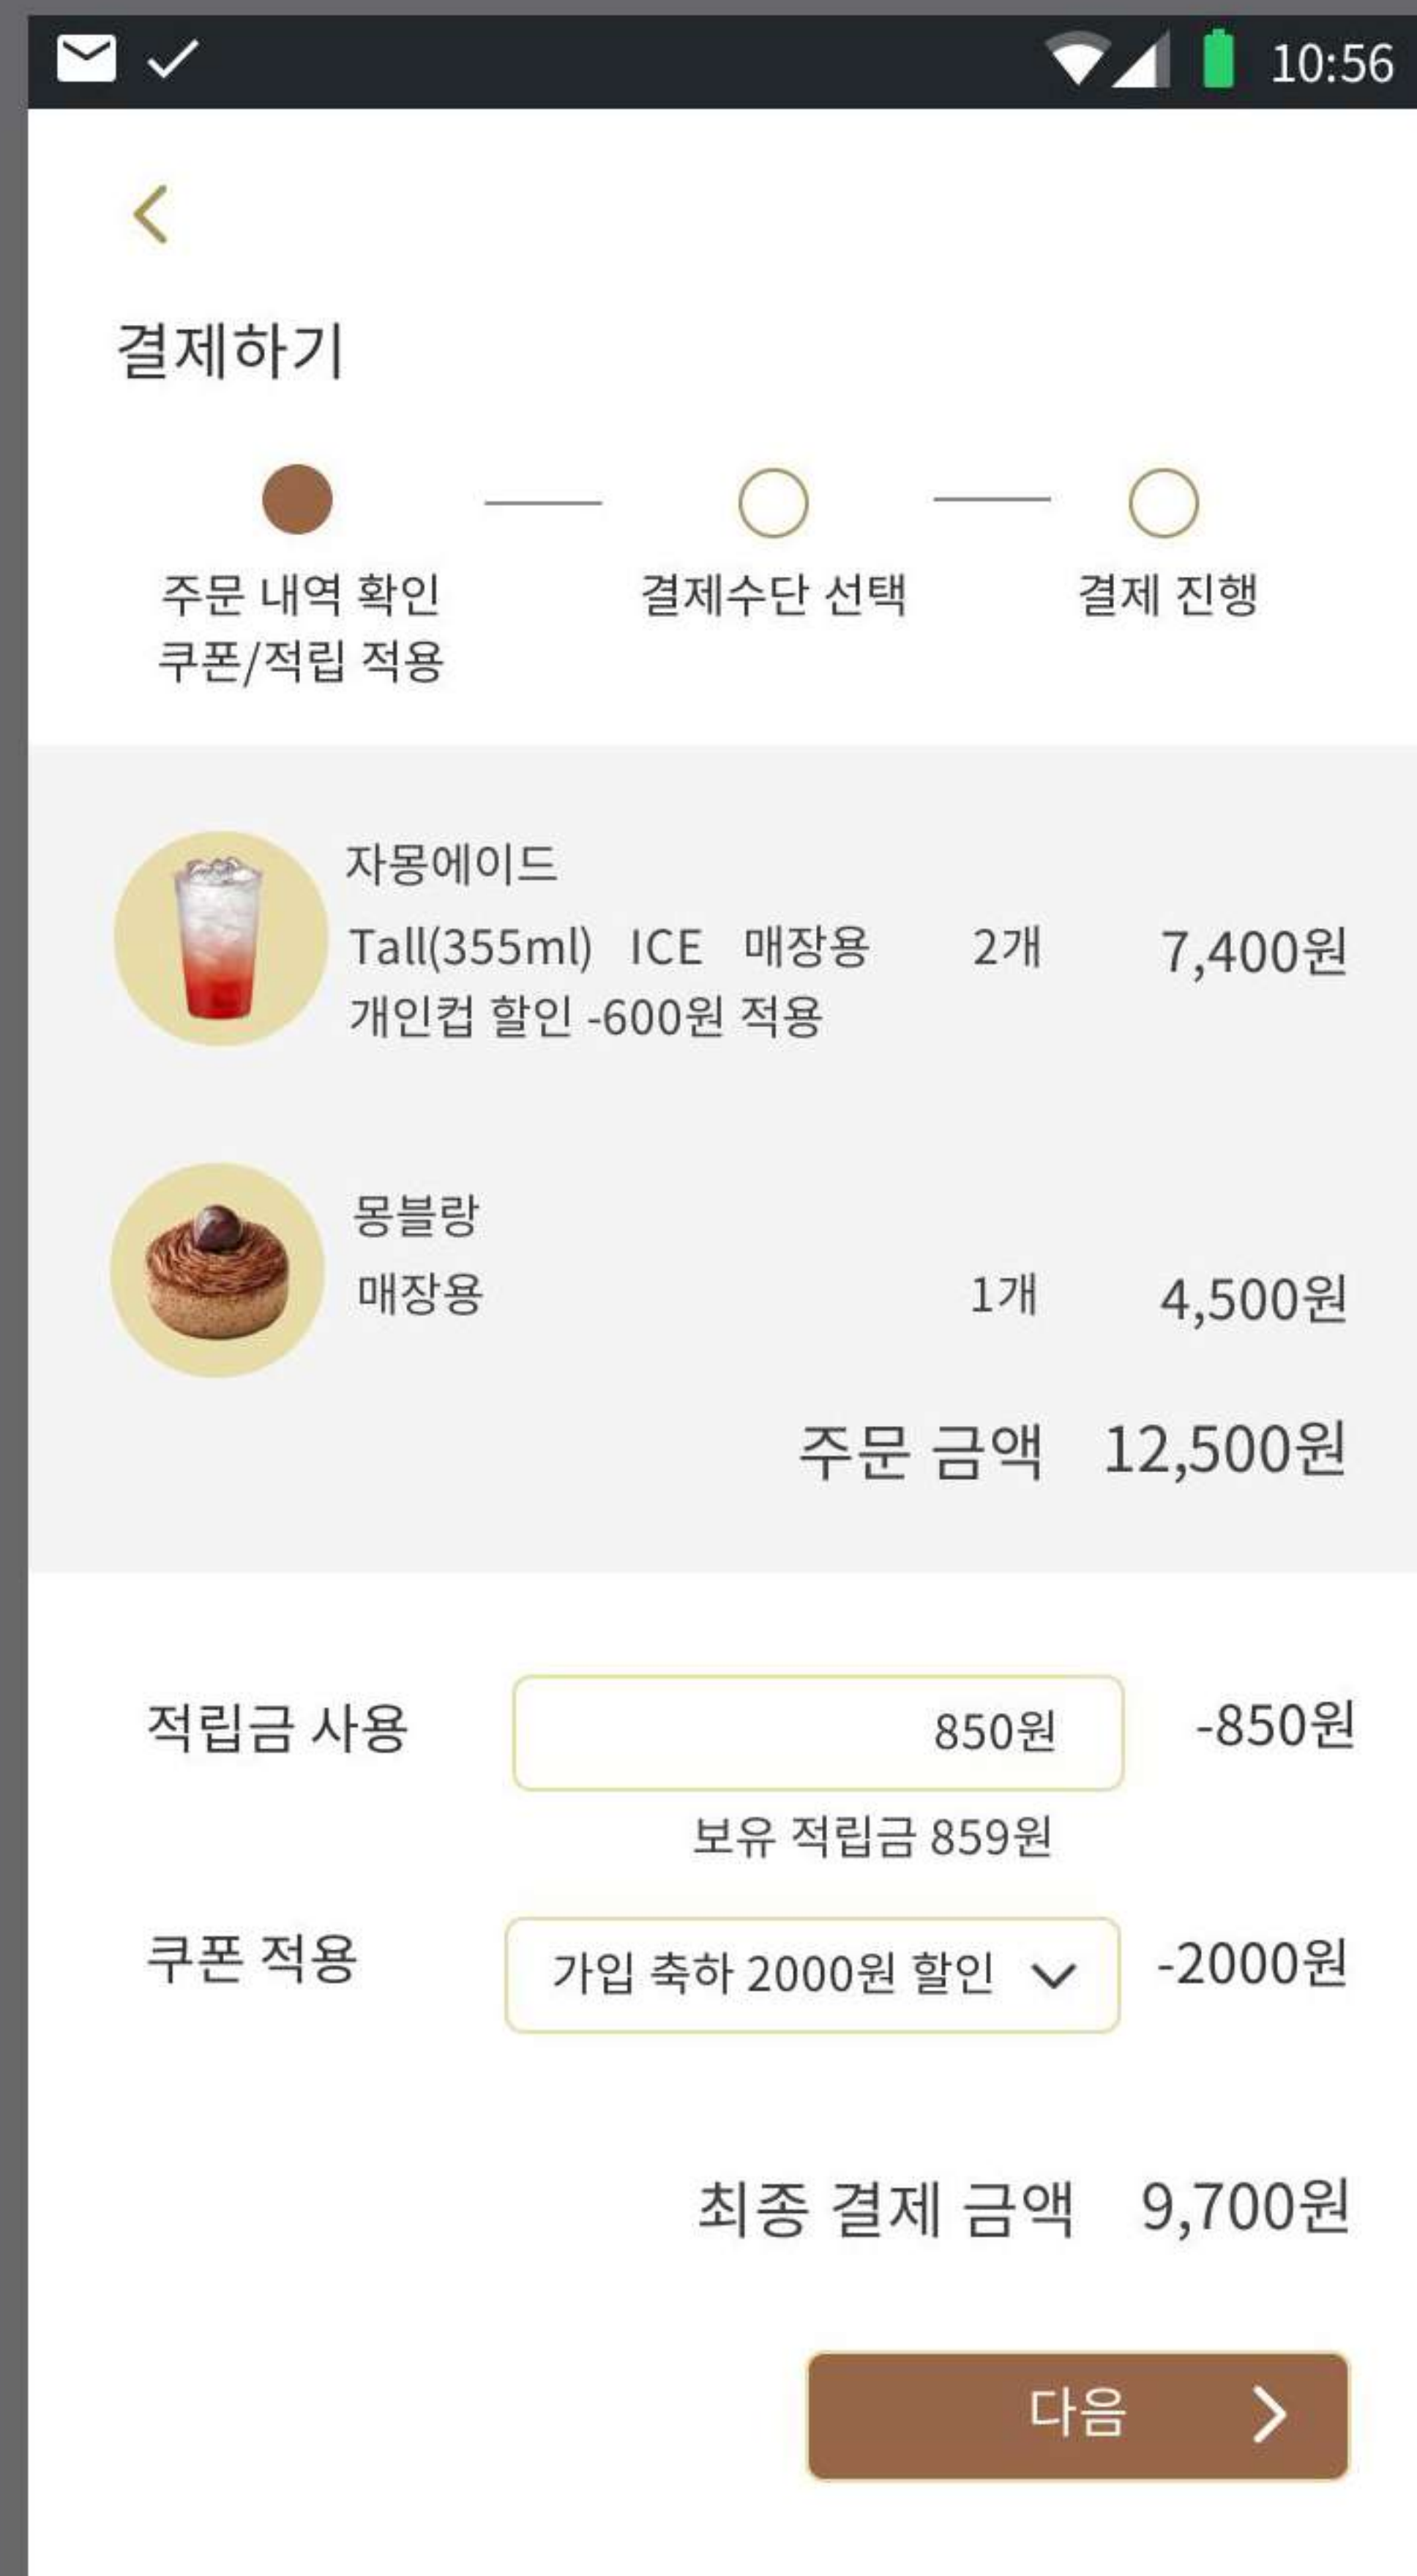 10:56
결제하기
주문 내역 확인
쿠폰/적립 적용
결제수단 선택
결제 진행
자몽에이드
Tall(355ml) ICE 매장용 2개 7,400원
개인컵 할인 -600원 적용
몽블랑
매장용 1개 4,500원
주문 금액 12,500원
적립금 사용 850원 -850원
보유 적립금 859원
쿠폰 적용 가입 축하 2000원 할인 -2000원
최종 결제 금액 9,700원
다음